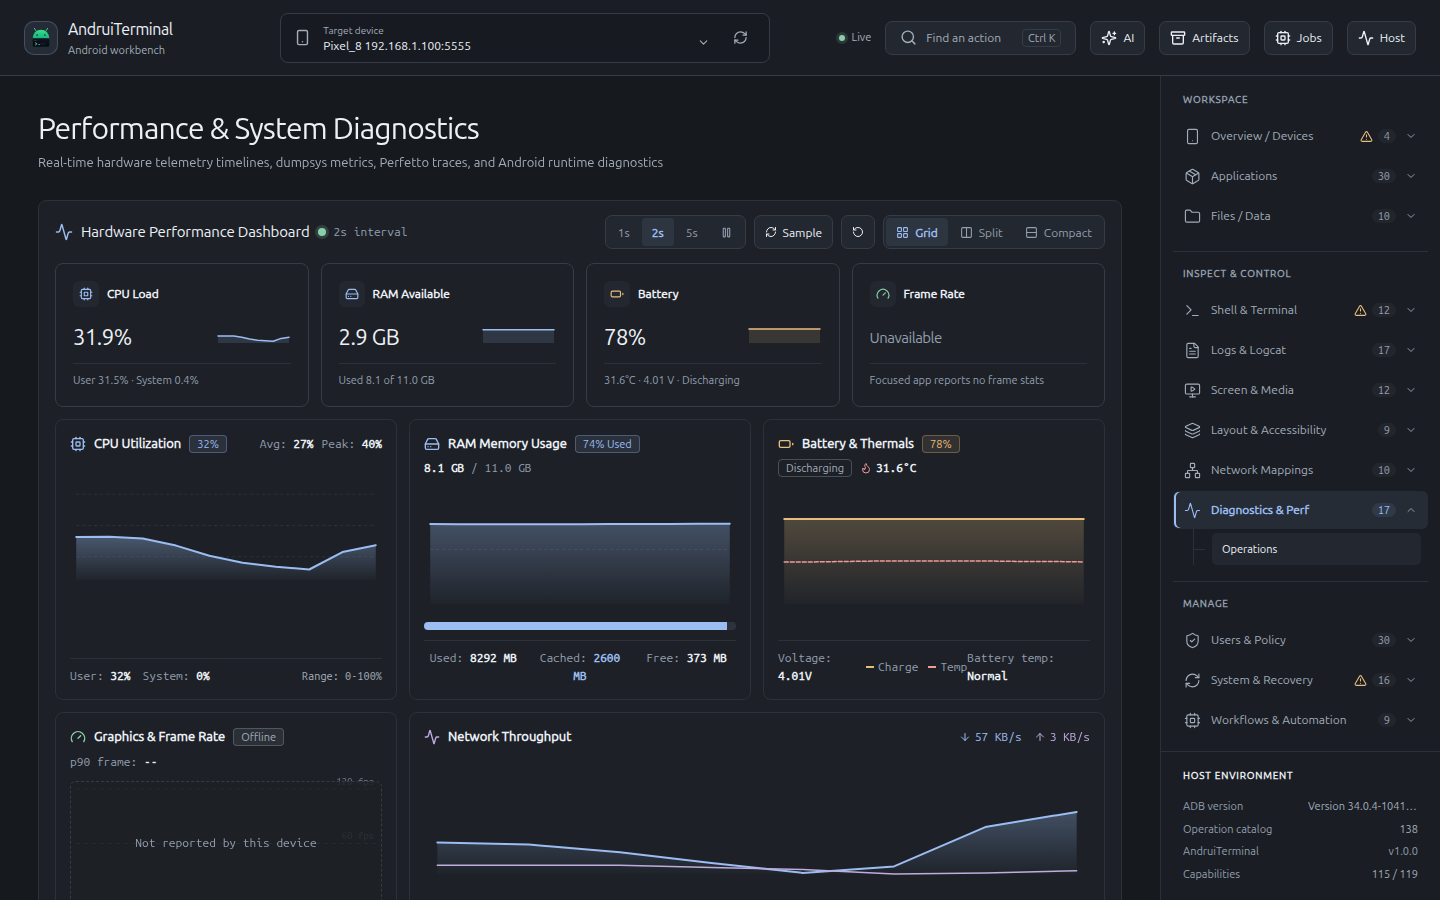 AndruiTerminal
Android workbench
Target device
Pixel_8 192.168.1.100:5555
Live
Find an action
Ctrl K
AI
Artifacts
Jobs
Host
Performance & System Diagnostics
Real-time hardware telemetry timelines, dumpsys metrics, Perfetto traces, and Android runtime diagnostics
Hardware Performance Dashboard
2s interval
1s
2s
5s
Sample
Grid
Split
Compact
CPU Load
31.9%
User 31.5% · System 0.4%
RAM Available
2.9 GB
Used 8.1 of 11.0 GB
Battery
78%
31.6°C · 4.01 V · Discharging
Frame Rate
Unavailable
Focused app reports no frame stats
CPU Utilization
32%
Avg: 27% Peak: 40%
User: 32% System: 0%
Range: 0-100%
RAM Memory Usage
74% Used
8.1 GB / 11.0 GB
Used: 8292 MB
Cached: 2600 MB
Free: 373 MB
Battery & Thermals
78%
Discharging
31.6°C
Voltage: 4.01V
Charge
Temp
Battery temp: Normal
Graphics & Frame Rate
Offline
p90 frame: --
120 fps
60 fps
Not reported by this device
Network Throughput
↓ 57 KB/s
↑ 3 KB/s
WORKSPACE
Overview / Devices
4
Applications
30
Files / Data
10
INSPECT & CONTROL
Shell & Terminal
12
Logs & Logcat
17
Screen & Media
12
Layout & Accessibility
9
Network Mappings
10
Diagnostics & Perf
17
Operations
MANAGE
Users & Policy
30
System & Recovery
16
Workflows & Automation
9
HOST ENVIRONMENT
ADB version
Version 34.0.4-1041...
Operation catalog
138
AndruiTerminal
v1.0.0
Capabilities
115 / 119